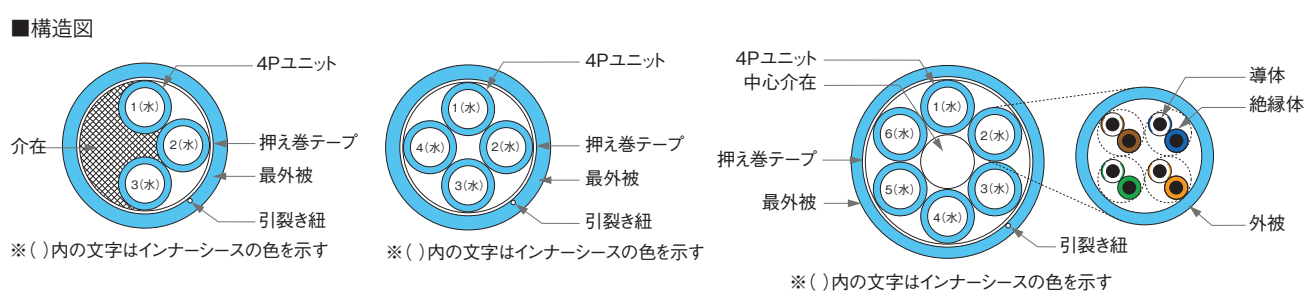 ■構造図
4Pユニット
1(水)
2(水)
3(水)
介在
押え巻テープ
最外被
引裂き紐
※( )内の文字はインナーシースの色を示す
4Pユニット
1(水)
4(水)
2(水)
3(水)
押え巻テープ
最外被
引裂き紐
※( )内の文字はインナーシースの色を示す
4Pユニット
中心介在
1(水)
6(水)
2(水)
5(水)
3(水)
4(水)
押え巻テープ
最外被
引裂き紐
導体
絶縁体
外被
※( )内の文字はインナーシースの色を示す